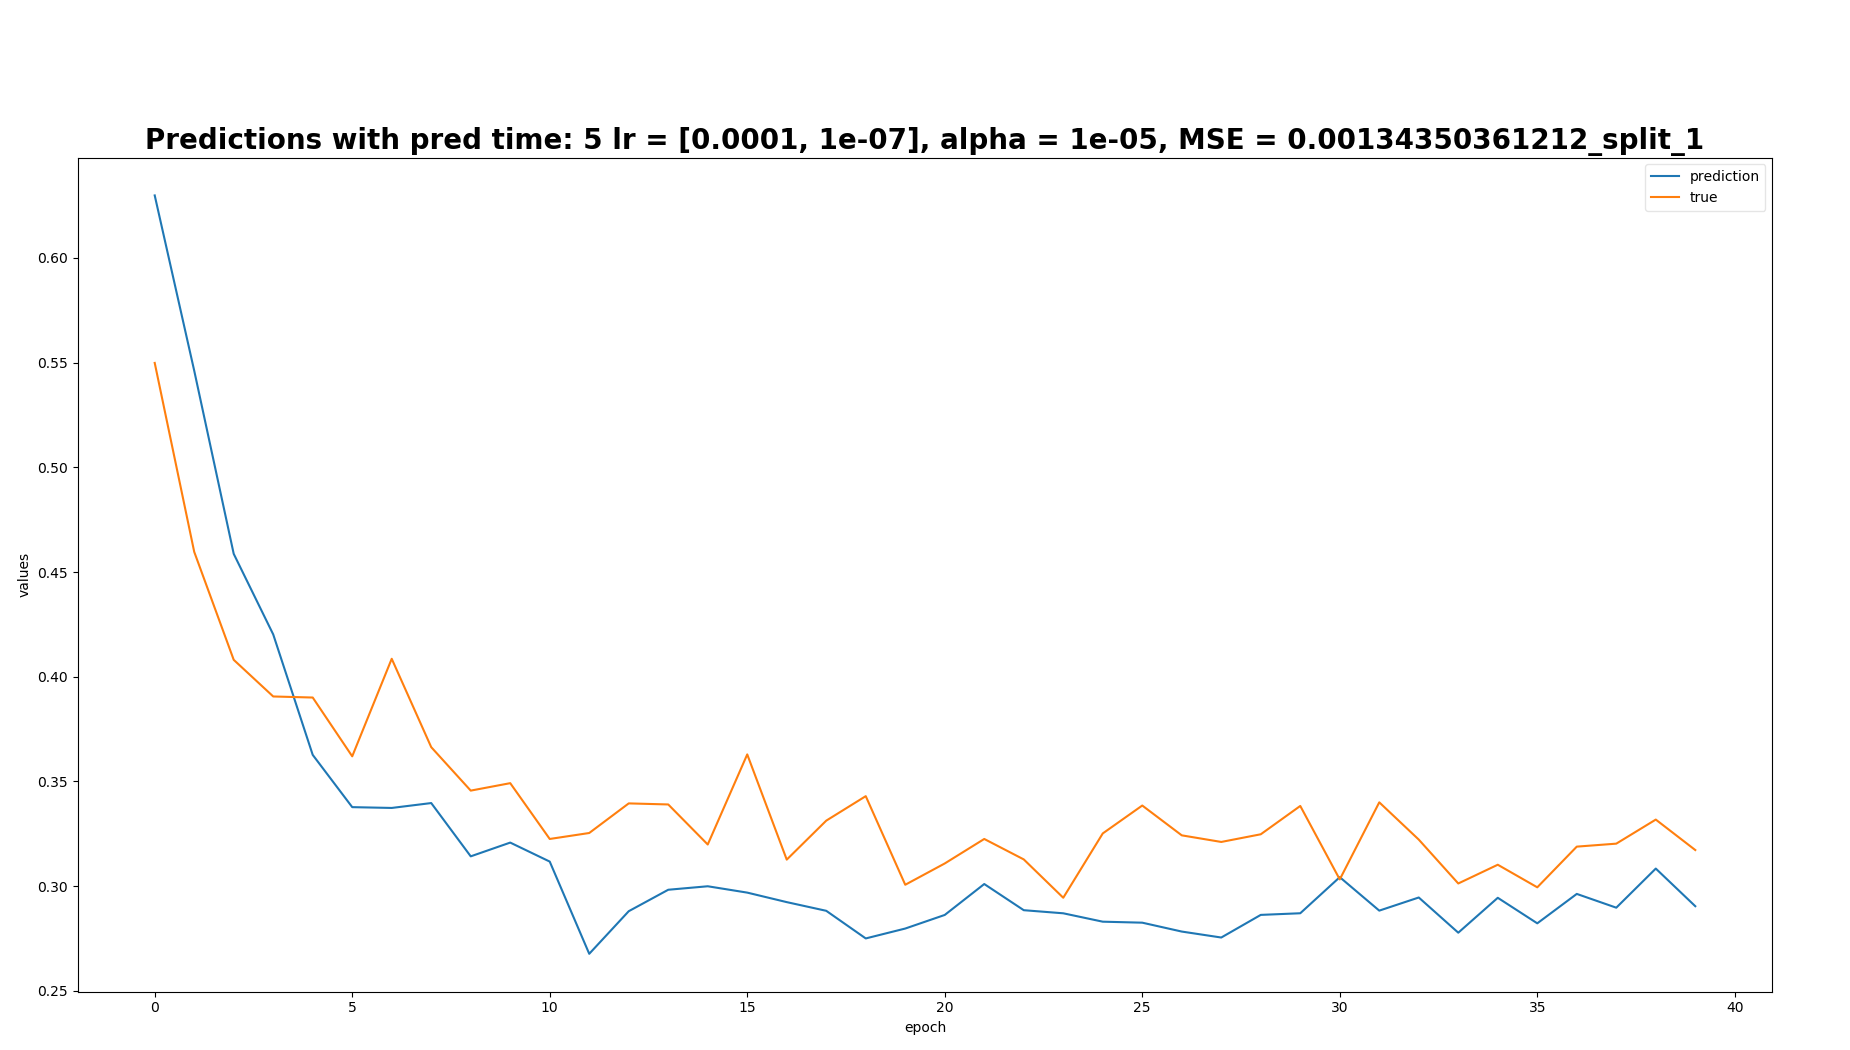 Predictions with pred time: 5 lr = [0.0001, 1e-07], alpha = 1e-05, MSE = 0.00134350361212_split_1
prediction
true
0.60
0.55
0.50
0.45
0.40
0.35
0.30
0.25
values
0 5 10 15 20 25 30 35 40
epoch